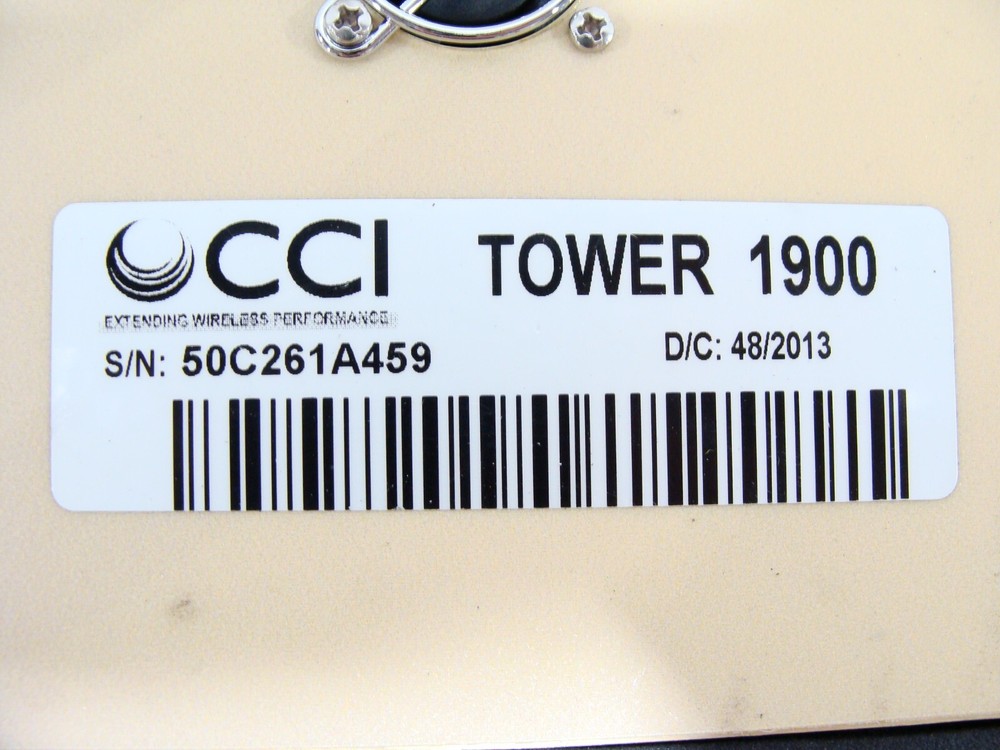 CCI TOWER 1900
EXTENDING WIRELESS PERFORMANCE
S/N: 50C261A459 D/C: 48/2013